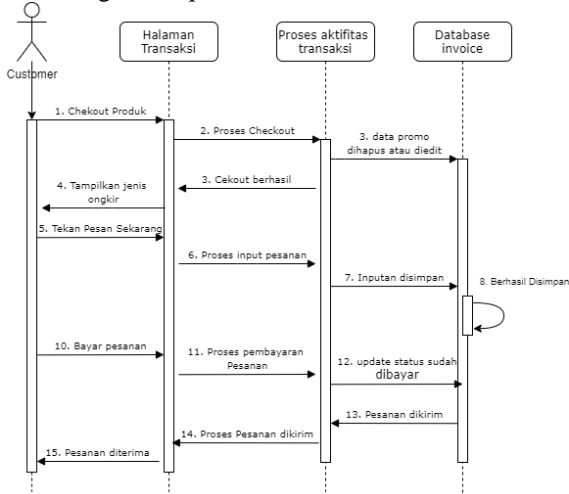 Halaman
Transaksi
Proses aktifitas
transaksi
Database
invoice
Customer
1. Chekout Produk
2. Proses Checkout
3. data promo
dihapus atau diedit
3. Cekout berhasil
4. Tampilkan jenis
ongkir
5. Tekan Pesan Sekarang
6. Proses input pesanan
7. Inputan disimpan
8. Berhasil Disimpan
10. Bayar pesanan
11. Proses pembayaran
Pesanan
12. update status sudah
dibayar
13. Pesanan dikirim
14. Proses Pesanan dikirim
15. Pesanan diterima